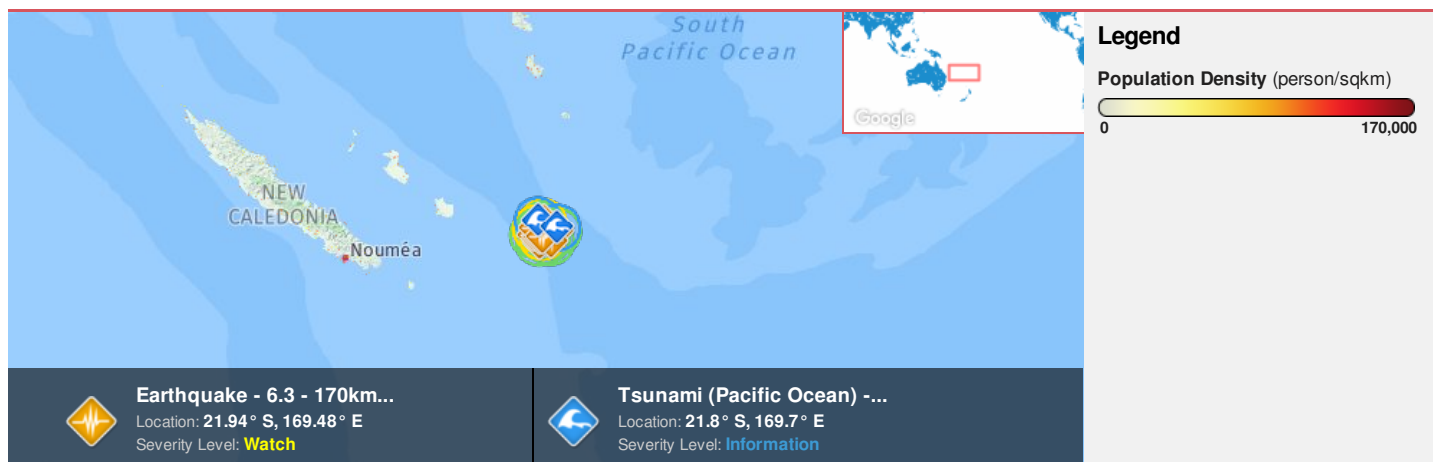 South
Pacific Ocean
NEW
CALEDONIA
Nouméa
Google
Legend
Population Density (person/sqkm)
0 170,000
Earthquake - 6.3 - 170km...
Location: 21.94° S, 169.48° E
Severity Level: Watch
Tsunami (Pacific Ocean) -...
Location: 21.8° S, 169.7° E
Severity Level: Information